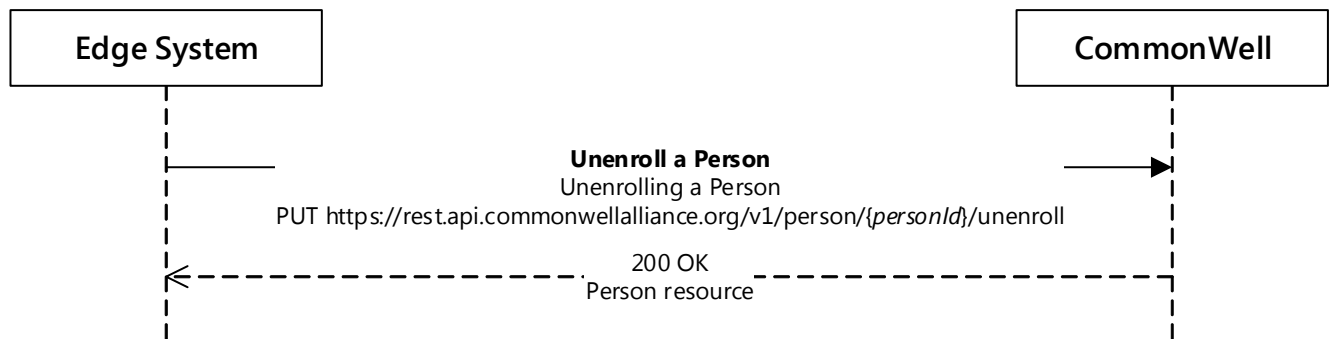 Edge System
CommonWell
Unenroll a Person
Unenrolling a Person
PUT https://rest.api.commonwellalliance.org/v1/person/{personId}/unenroll
200 OK
Person resource